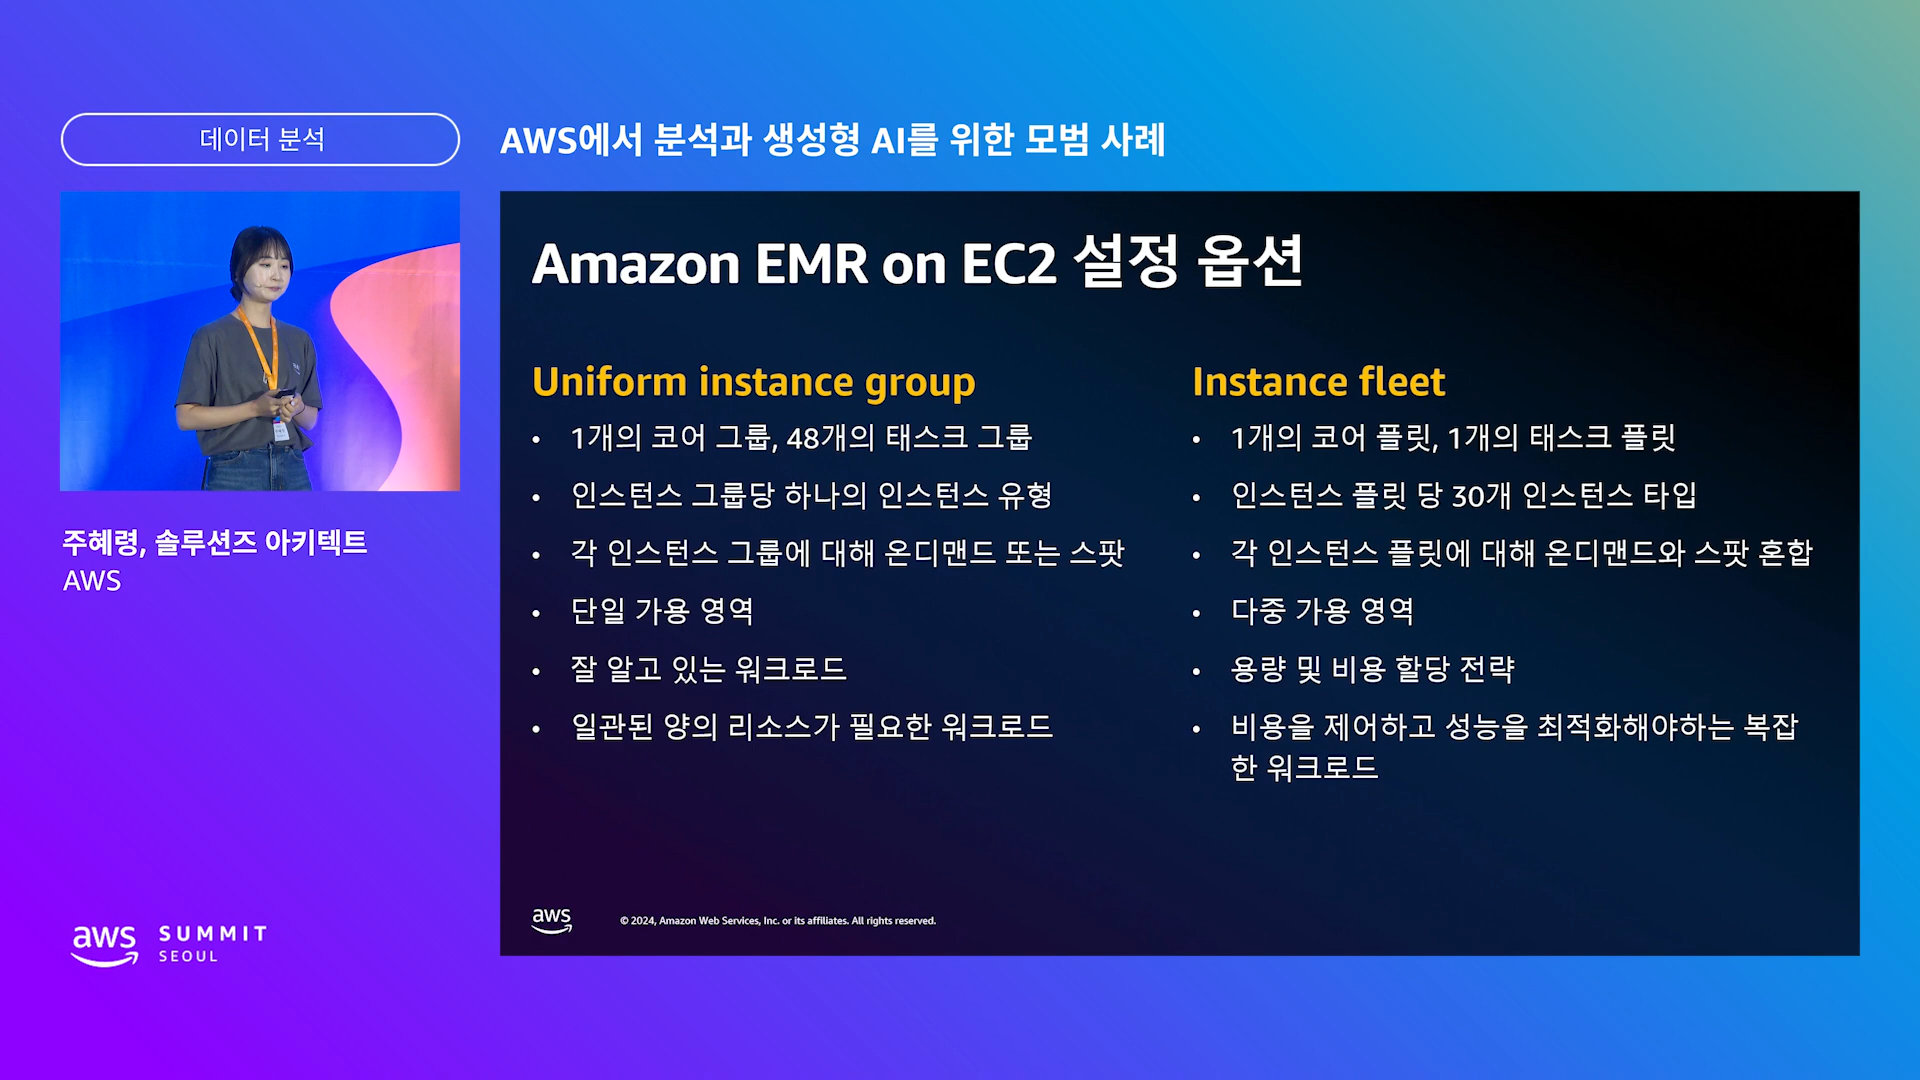 데이터 분석
AWS에서 분석과 생성형 AI를 위한 모범 사례
주혜령, 솔루션즈 아키텍트
AWS
Amazon EMR on EC2 설정 옵션
Uniform instance group
• 1개의 코어 그룹, 48개의 태스크 그룹
• 인스턴스 그룹당 하나의 인스턴스 유형
• 각 인스턴스 그룹에 대해 온디맨드 또는 스팟
• 단일 가용 영역
• 잘 알고 있는 워크로드
• 일관된 양의 리소스가 필요한 워크로드
Instance fleet
• 1개의 코어 플릿, 1개의 태스크 플릿
• 인스턴스 플릿 당 30개 인스턴스 타입
• 각 인스턴스 플릿에 대해 온디맨드와 스팟 혼합
• 다중 가용 영역
• 용량 및 비용 할당 전략
• 비용을 제어하고 성능을 최적화해야하는 복잡
한 워크로드
aws
© 2024, Amazon Web Services, Inc. or its affiliates. All rights reserved.
aws SUMMIT
SEOUL